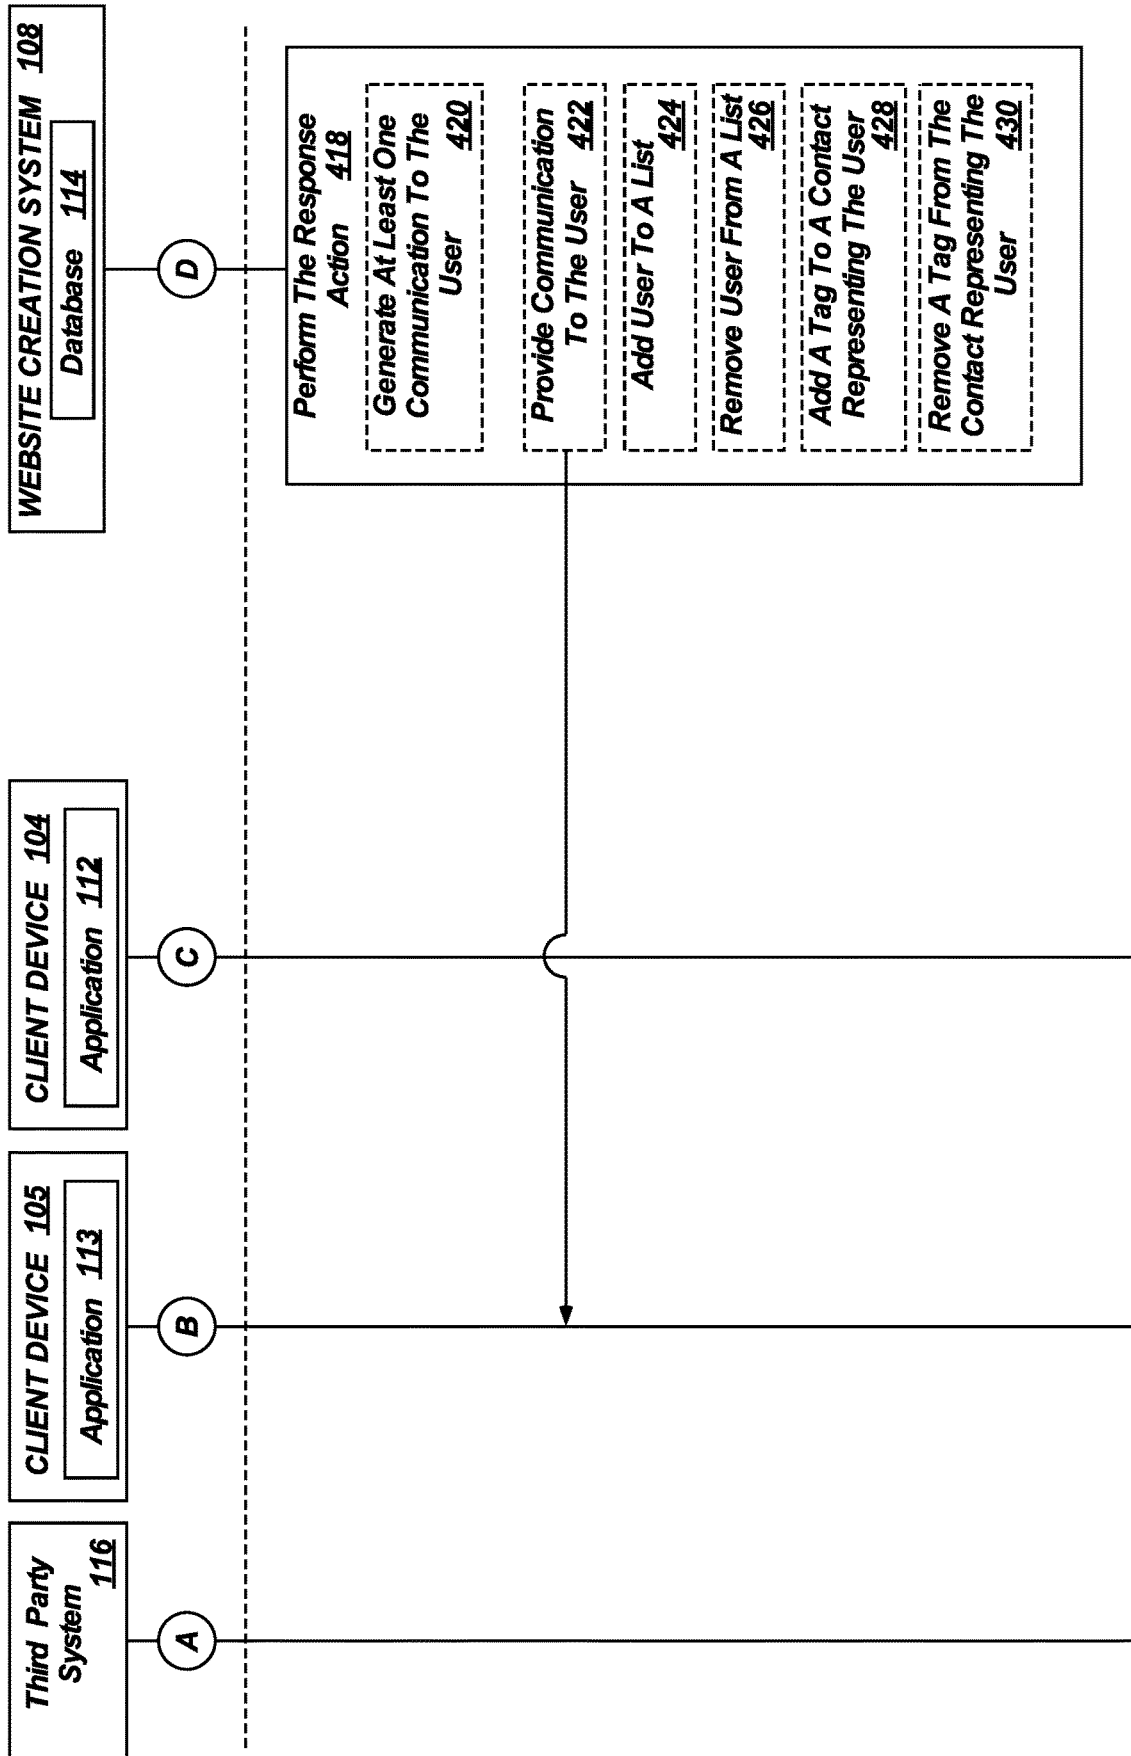 Third Party
System
116
CLIENT DEVICE 105
Application 113
CLIENT DEVICE 104
Application 112
WEBSITE CREATION SYSTEM 108
Database 114
A
B
C
D
Perform The Response
Action 418
Generate At Least One
Communication To The
User 420
Provide Communication
To The User 422
Add User To A List
424
Remove User From A List
426
Add A Tag To A Contact
Representing The User
428
Remove A Tag From The
Contact Representing The
User 430